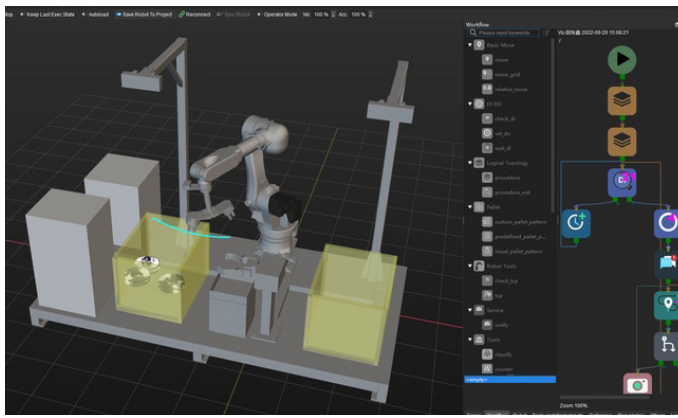 Keep Last Exec State
Autoload
Save Robot To Project
Reconnect
Sync Robot
Operator Mode
Vel. 100 %
Acc. 100 %
Workflow
Please input keywords
Basic Move
move
move_grid
relative_move
DI DO
check_di
set_do
wait_di
Logical Topology
procedure
procedure_exit
Pallet
custom_pallet_pattern
predefined_pallet_p...
visual_pallet_pattern
Robot Tools
check_tcp
tcp
Service
notify
Tools
classify
counter
<empty>
2022-09-20 15:08:21
/
Zoom 100%